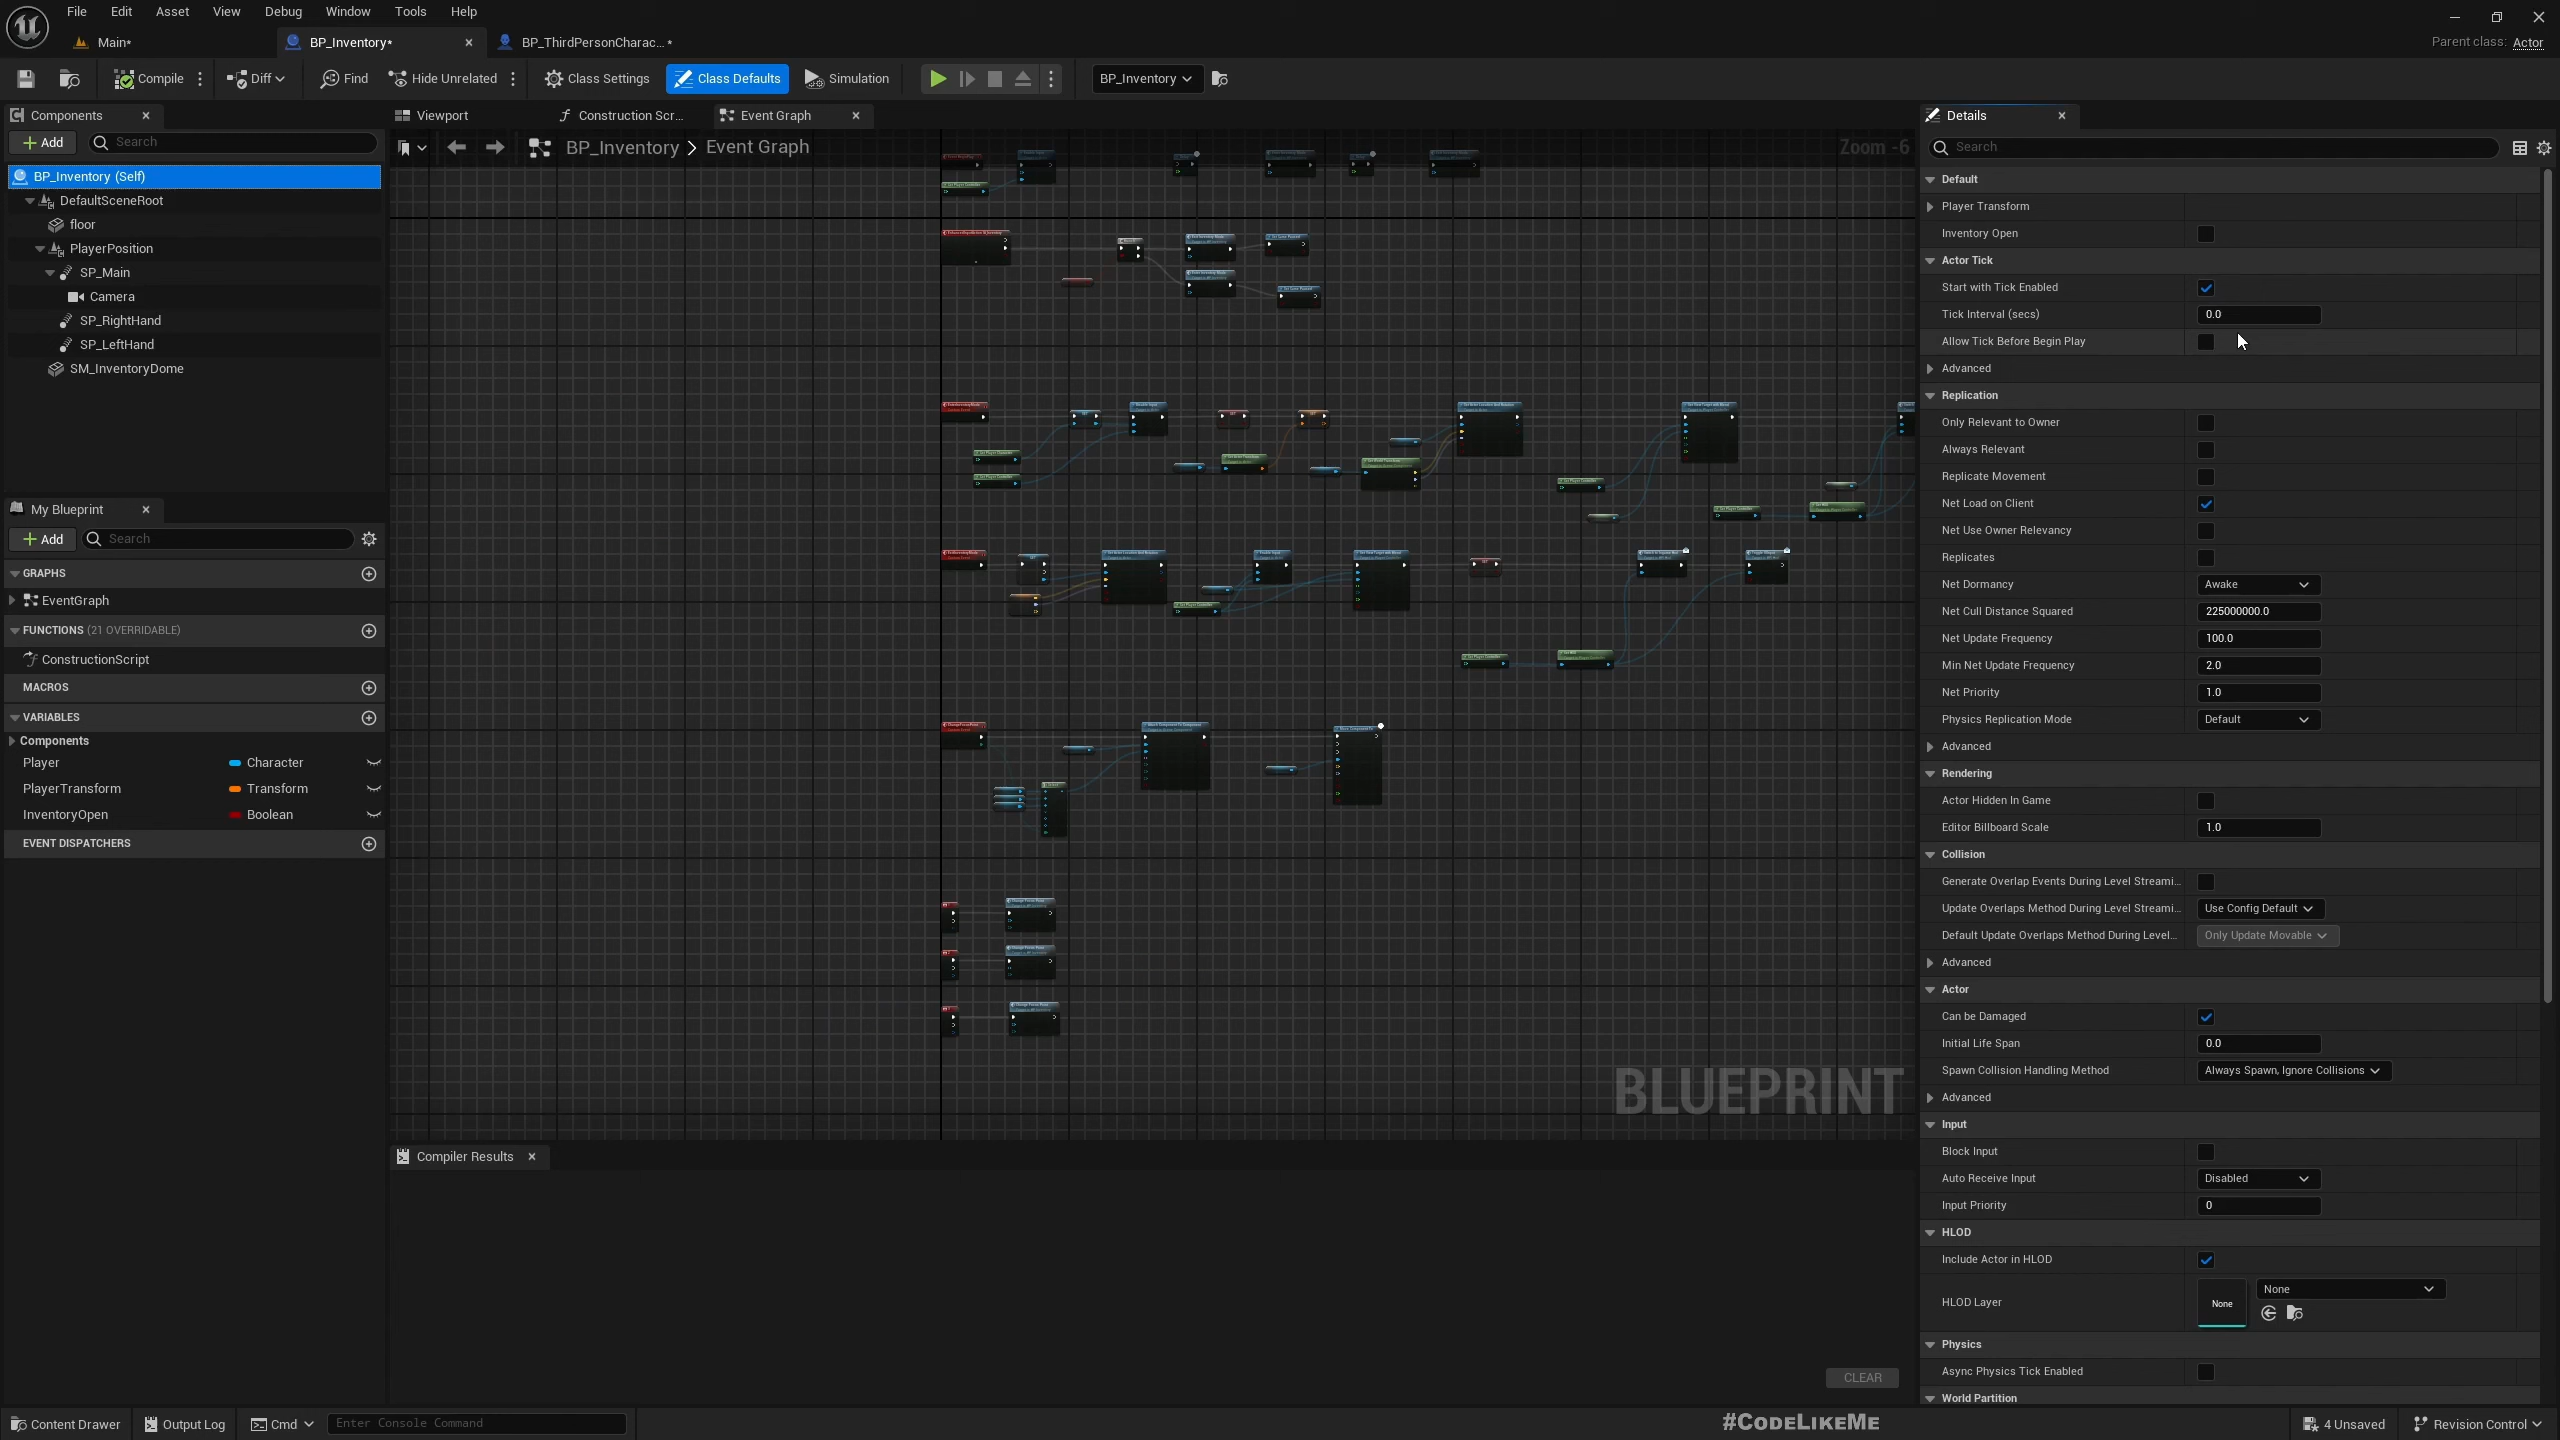 File Edit View Asset Debug Window Tools Help
Main*
BP_Inventory*
BP_ThirdPersonCharac... *
Parent class: Actor
Compile
Diff
Find
Hide Unrelated
Class Settings
Class Defaults
Simulation
BP_Inventory
Components
Add
Search
BP_Inventory (Self)
DefaultSceneRoot
floor
PlayerPosition
SP_Main
Camera
SP_RightHand
SP_LeftHand
SM_InventoryDome
My Blueprint
Add
Search
GRAPHS
EventGraph
FUNCTIONS (21 OVERRIDABLE)
ConstructionScript
MACROS
VARIABLES
Components
Player Character
PlayerTransform Transform
InventoryOpen Boolean
EVENT DISPATCHERS
Viewport
Construction Scr...
Event Graph
BP_Inventory > Event Graph
Zoom -6
BLUEPRINT
Compiler Results
CLEAR
Details
Search
Default
Player Transform
Inventory Open
Actor Tick
Start with Tick Enabled
Tick Interval (secs) 0.0
Allow Tick Before Begin Play
Advanced
Replication
Only Relevant to Owner
Always Relevant
Replicate Movement
Net Load on Client
Net Use Owner Relevancy
Replicates
Net Dormancy Awake
Net Cull Distance Squared 225000000.0
Net Update Frequency 100.0
Min Net Update Frequency 2.0
Net Priority 1.0
Physics Replication Mode Default
Advanced
Rendering
Actor Hidden In Game
Editor Billboard Scale 1.0
Collision
Generate Overlap Events During Level Streami...
Update Overlaps Method During Level Streami... Use Config Default
Default Update Overlaps Method During Level... Only Update Movable
Advanced
Actor
Can be Damaged
Initial Life Span 0.0
Spawn Collision Handling Method Always Spawn, Ignore Collisions
Advanced
Input
Block Input
Auto Receive Input Disabled
Input Priority 0
HLOD
Include Actor in HLOD
HLOD Layer None None
Physics
Async Physics Tick Enabled
World Partition
Content Drawer
Output Log
Cmd
Enter Console Command
#CODELIKEME
4 Unsaved
Revision Control